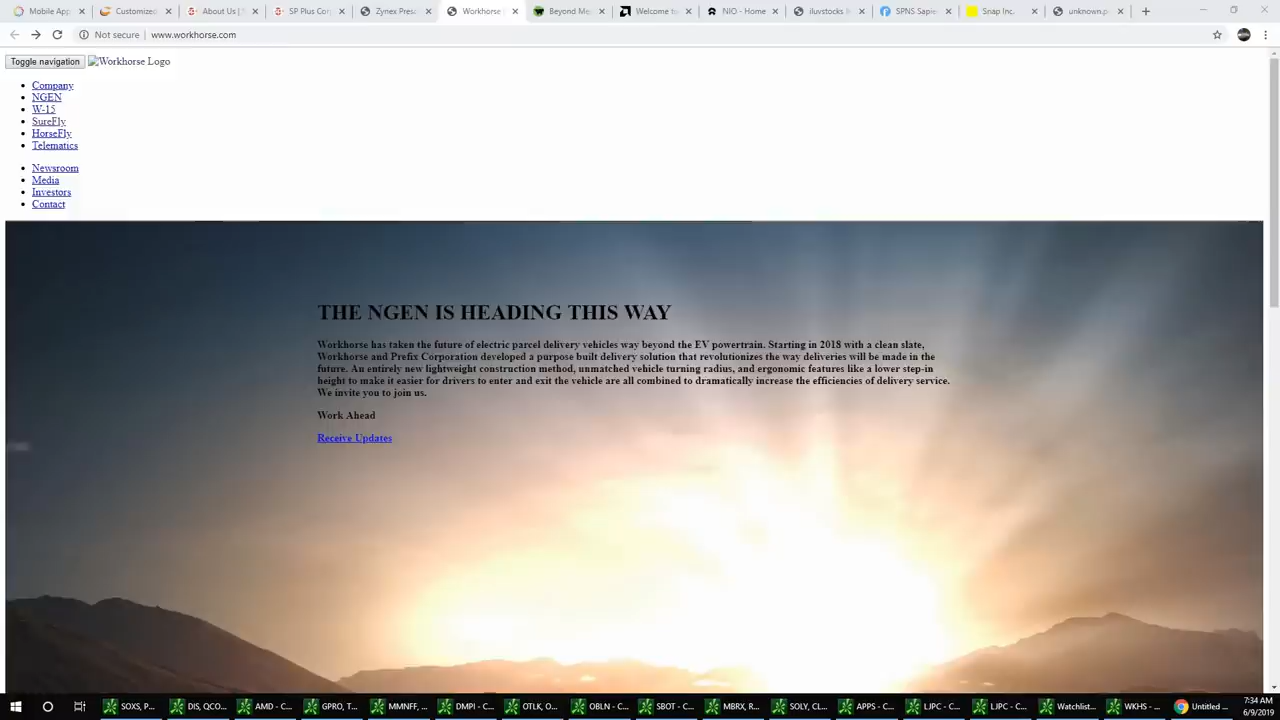 Mobile App
Customized
About Us |
SP Plus Corp
Zynex Prese
Workhorse
Beyond Me
Welcome to
NIO - Home
iluvstocks
SPNS Sapie
Snap Inc.
unknown.p
Not secure | www.workhorse.com
Toggle navigation Workhorse Logo
Company
NGEN
W-15
SureFly
HorseFly
Telematics
Newsroom
Media
Investors
Contact
THE NGEN IS HEADING THIS WAY
Workhorse has taken the future of electric parcel delivery vehicles way beyond the EV powertrain. Starting in 2018 with a clean slate,
Workhorse and Prefix Corporation developed a purpose built delivery solution that revolutionizes the way deliveries will be made in the
future. An entirely new lightweight construction method, unmatched vehicle turning radius, and ergonomic features like a lower step-in
height to make it easier for drivers to enter and exit the vehicle are all combined to dramatically increase the efficiencies of delivery service.
We invite you to join us.
Work Ahead
Receive Updates
SOXS, P...
DIS, QCO...
AMD - C...
GPRO, T...
MMNFF, ...
DMPI - C...
OTLK, O...
OBLN - C...
SBOT - C...
MBRX, R...
SOLY, CL...
APPS - C...
LJPC - C...
LJPC - C...
Watchlist...
WKHS - ...
Untitled ...
7:34 AM
6/9/2019